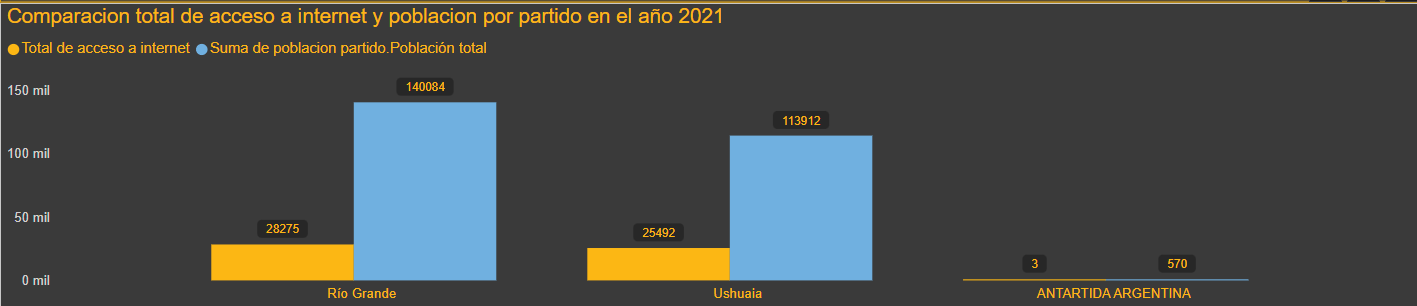 Comparacion total de acceso a internet y poblacion por partido en el año 2021
Total de acceso a internet Suma de poblacion partido.Población total
150 mil
100 mil
50 mil
0 mil
28275
140084
25492
113912
3
570
Río Grande
Ushuaia
ANTARTIDA ARGENTINA